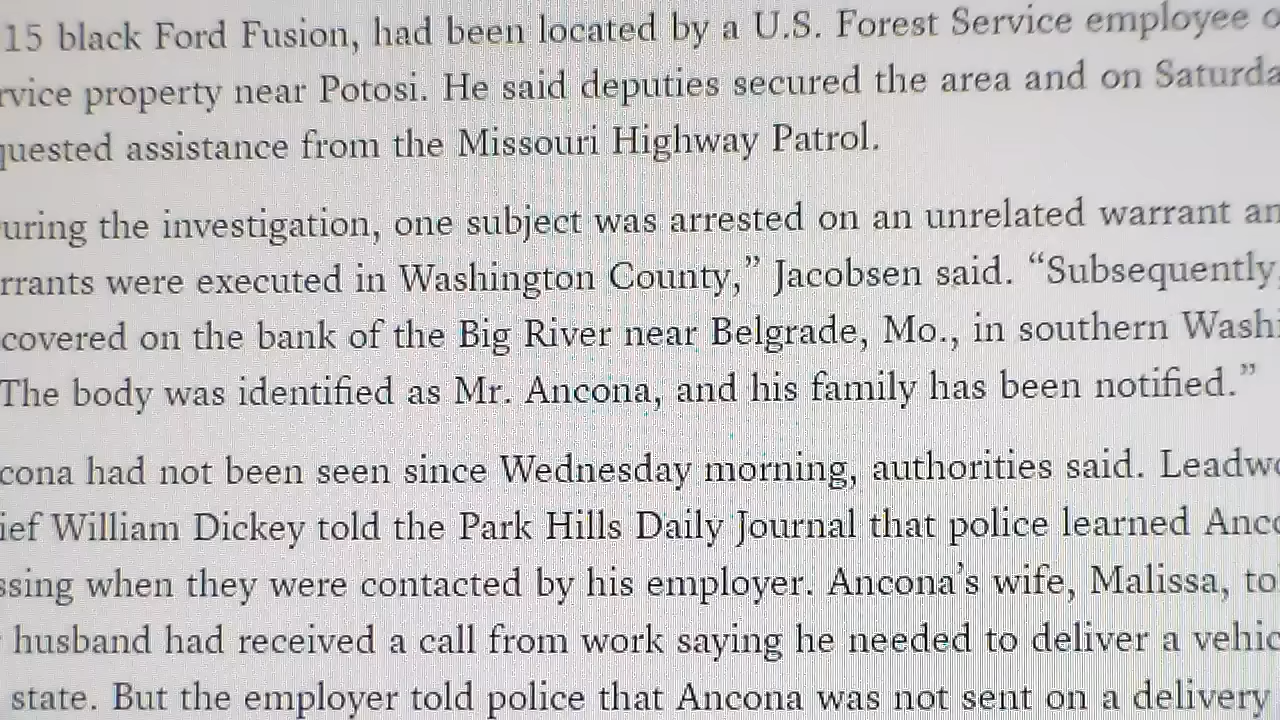 15 black Ford Fusion, had been located by a U.S. Forest Service employee
rvice property near Potosi. He said deputies secured the area and on Saturda
quested assistance from the Missouri Highway Patrol.
uring the investigation, one subject was arrested on an unrelated warrant an
rrants were executed in Washington County,” Jacobsen said. “Subsequently,
covered on the bank of the Big River near Belgrade, Mo., in southern Washi
The body was identified as Mr. Ancona, and his family has been notified.”
cona had not been seen since Wednesday morning, authorities said. Leadwo
ief William Dickey told the Park Hills Daily Journal that police learned Anco
ssing when they were contacted by his employer. Ancona’s wife, Malissa, tol
husband had received a call from work saying he needed to deliver a vehic
state. But the employer told police that Ancona was not sent on a delivery